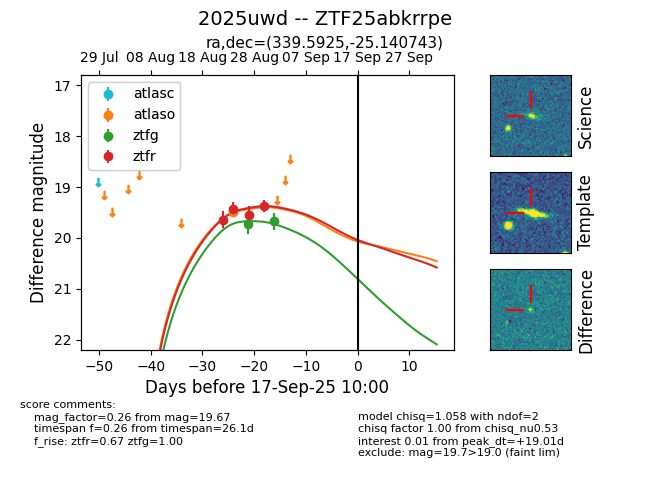 2025uwd -- ZTF25abkrrpe
ra,dec=(339.5925,-25.140743)
29 Jul 08 Aug 18 Aug 28 Aug 07 Sep 17 Sep 27 Sep
atlasc
atlaso
ztfg
ztfr
17
18
19
20
21
22
Difference magnitude
−50 −40 −30 −20 −10 0 10
Days before 17-Sep-25 10:00
Science
Template
Difference
score comments:
mag_factor=0.26 from mag=19.67
timespan f=0.26 from timespan=26.1d
f_rise: ztfr=0.67 ztfg=1.00
model chisq=1.058 with ndof=2
chisq factor 1.00 from chisq_nu0.53
interest 0.01 from peak_dt=+19.01d
exclude: mag=19.7>19.0 (faint lim)